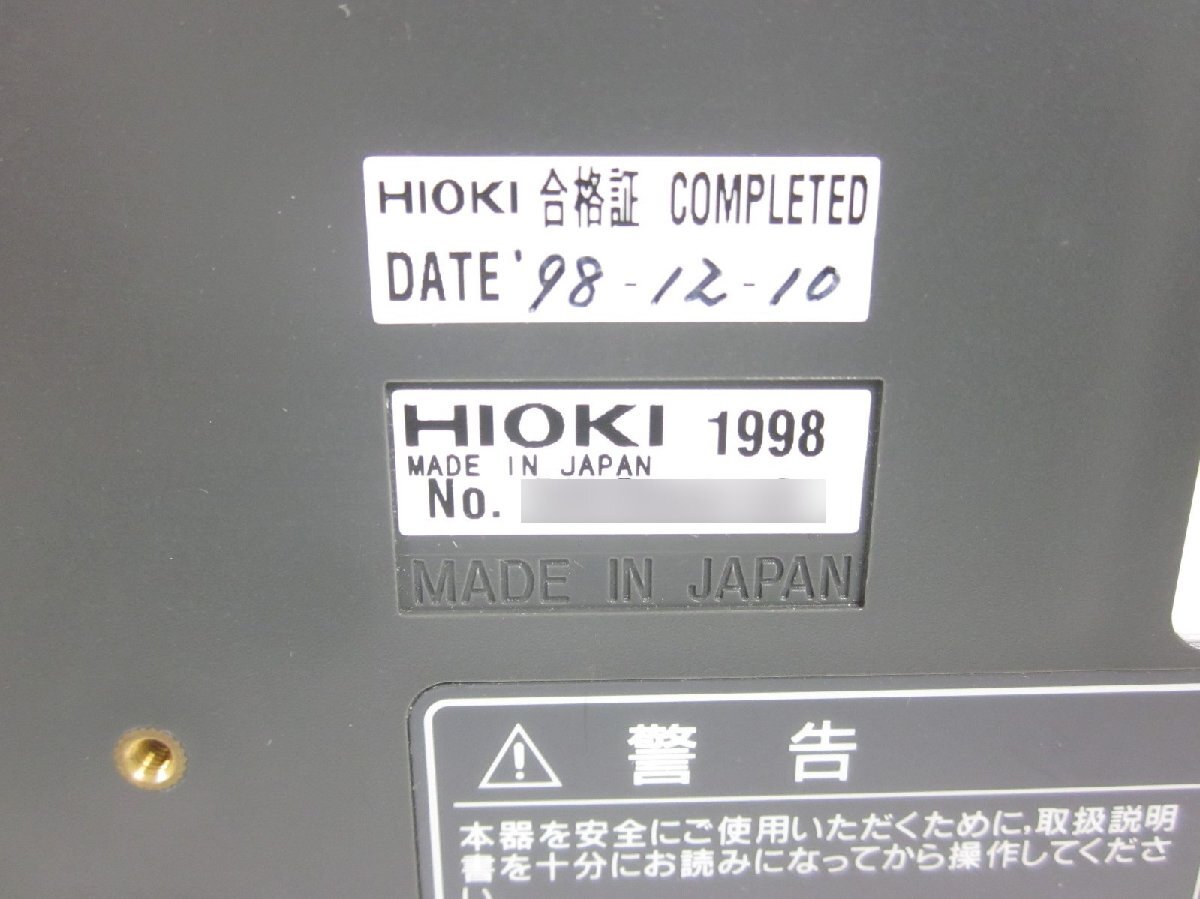 HIOKI 合格証 COMPLETED
DATE '98-12-10
HIOKI 1998
MADE IN JAPAN
No.
MADE IN JAPAN
警告
本器を安全にご使用いただくために,取扱説明
書を十分にお読みになってから操作してくださ
い